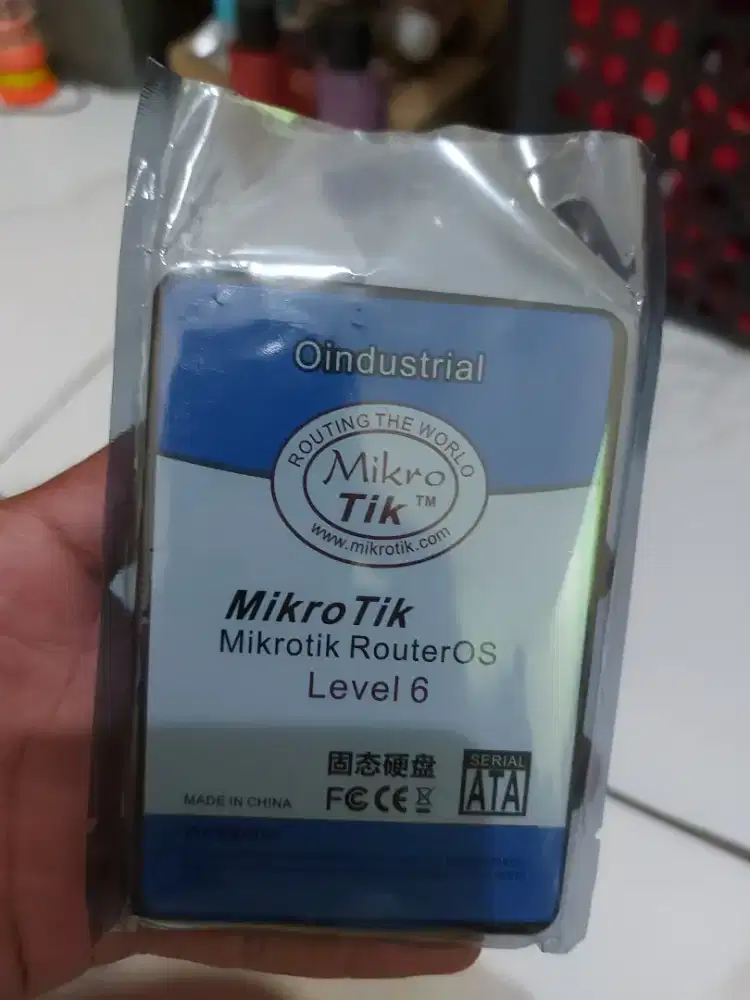 Oindustrial
ROUTING THE WORLD
Mikro
Tik™
www.mikrotik.com
MikroTik
Mikrotik RouterOS
Level 6
固态硬盘
SERIAL
MADE IN CHINA
FC CE
ATA